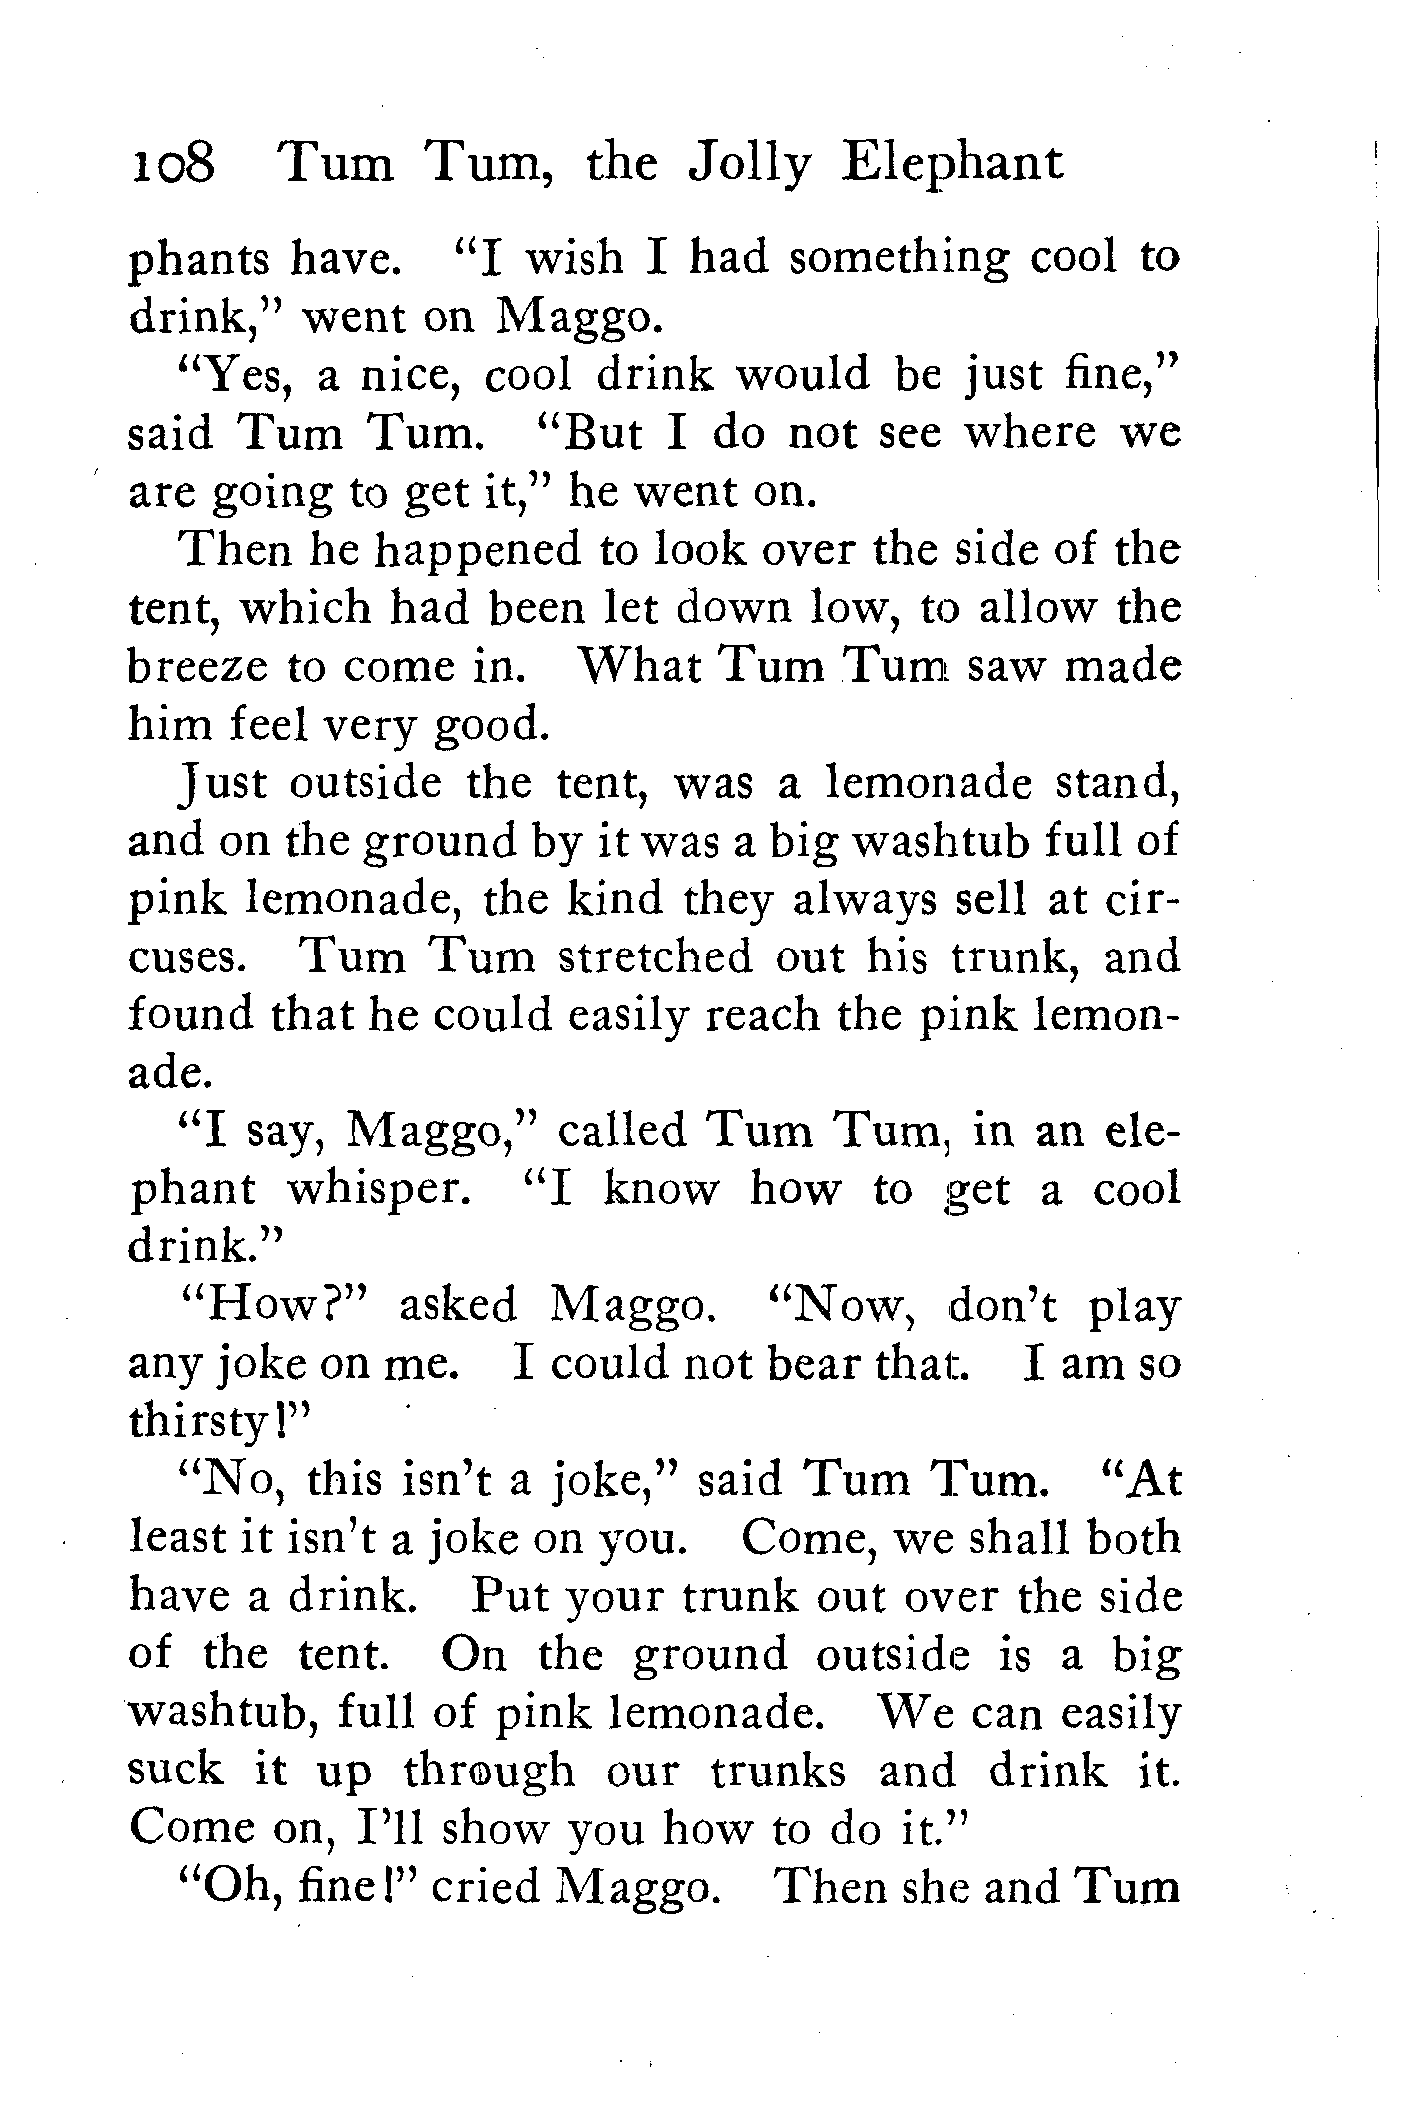 108 Tum Tum, the Jolly Elephant
phants have. "I wish I had something cool to
drink," went on Maggo.
"Yes, a nice, cool drink would be just fine,"
said Tum Tum. "But I do not see where we
are going to get it," he went on.
Then he happened to look over the side of the
tent, which had been let down low, to allow the
breeze to come in. What Tum Tum saw made
him feel very good.
Just outside the tent, was a lemonade stand,
and on the ground by it was a big washtub full of
pink lemonade, the kind they always sell at cir-
cuses. Tum Tum stretched out his trunk, and
found that he could easily reach the pink lemon-
ade.
"I say, Maggo," called Tum Tum, in an ele-
phant whisper. "I know how to get a cool
drink."
"How?" asked Maggo. "Now, don't play
any joke on me. I could not bear that. I am so
thirsty!"
"No, this isn't a joke," said Tum Tum. "At
least it isn't a joke on you. Come, we shall both
have a drink. Put your trunk out over the side
of the tent. On the ground outside is a big
washtub, full of pink lemonade. We can easily
suck it up through our trunks and drink it.
Come on, I'll show you how to do it."
"Oh, fine!" cried Maggo. Then she and Tum